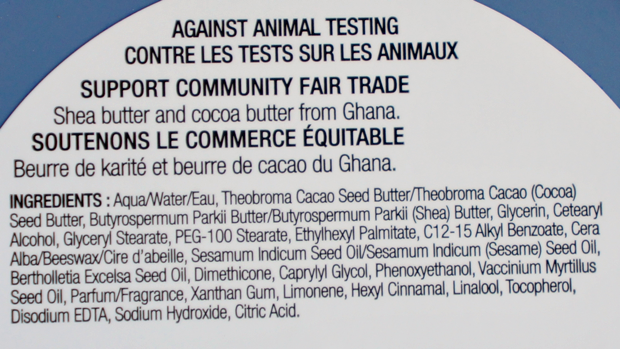 AGAINST ANIMAL TESTING
CONTRE LES TESTS SUR LES ANIMAUX
SUPPORT COMMUNITY FAIR TRADE
Shea butter and cocoa butter from Ghana.
SOUTENONS LE COMMERCE ÉQUITABLE
Beurre de karité et beurre de cacao du Ghana.
INGREDIENTS : Aqua/Water/Eau, Theobroma Cacao Seed Butter/Theobroma Cacao (Cocoa)
Seed Butter, Butyrospermum Parkii Butter/Butyrospermum Parkii (Shea) Butter, Glycerin, Cetearyl
Alcohol, Glyceryl Stearate, PEG-100 Stearate, Ethylhexyl Palmitate, C12-15 Alkyl Benzoate, Cera
Alba/Beeswax/Cire d'abeille, Sesamum Indicum Seed Oil/Sesamum Indicum (Sesame) Seed Oil,
Bertholletia Excelsa Seed Oil, Dimethicone, Caprylyl Glycol, Phenoxyethanol, Vaccinium Myrtillus
Seed Oil, Parfum/Fragrance, Xanthan Gum, Limonene, Hexyl Cinnamal, Linalool, Tocopherol,
Disodium EDTA, Sodium Hydroxide, Citric Acid.